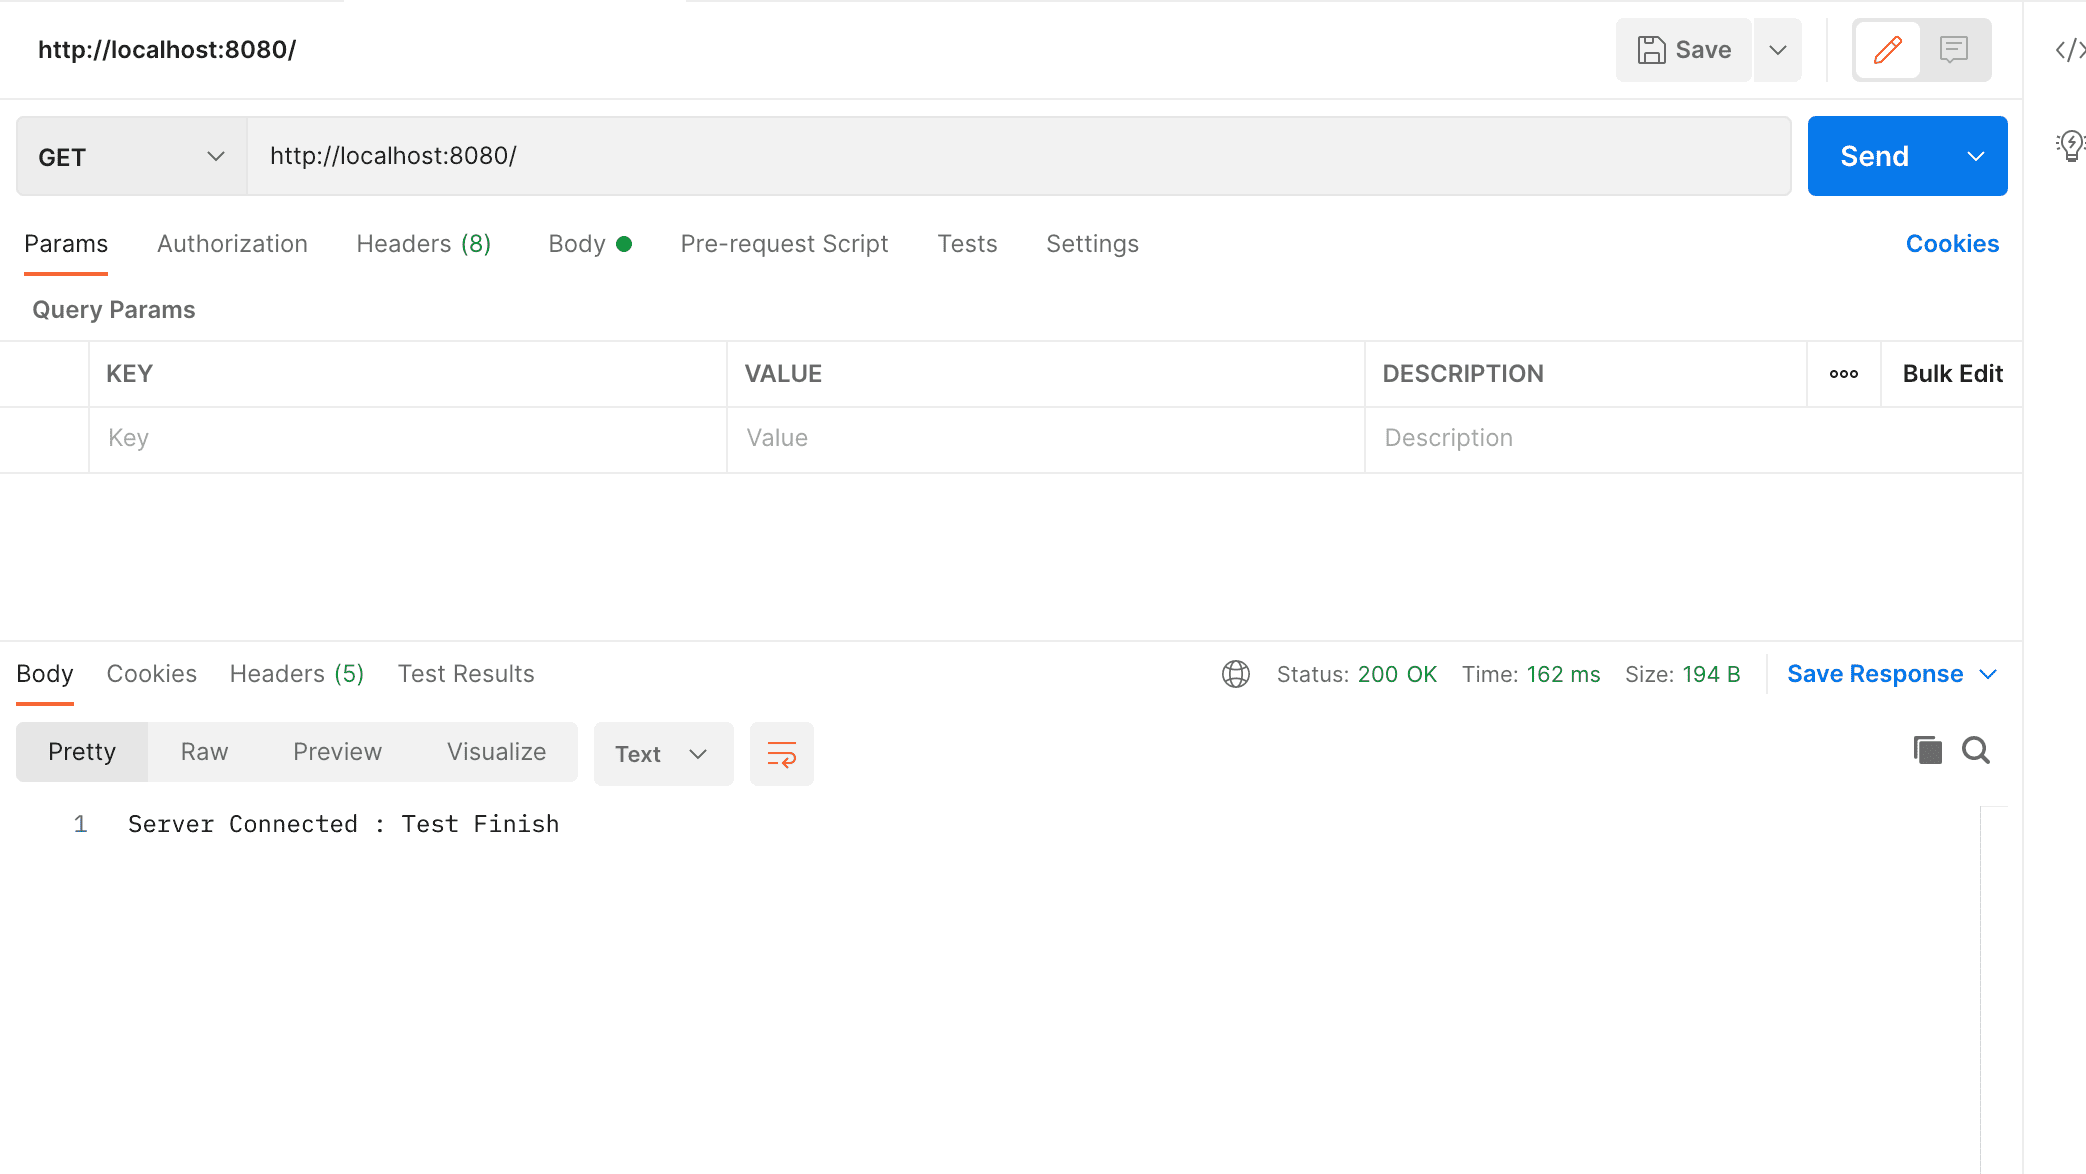 http://localhost:8080/
Save
GET http://localhost:8080/ Send
Params Authorization Headers (8) Body Pre-request Script Tests Settings Cookies
Query Params
KEY VALUE DESCRIPTION Bulk Edit
Key Value Description
Body Cookies Headers (5) Test Results Status: 200 OK Time: 162 ms Size: 194 B Save Response
Pretty Raw Preview Visualize Text
1 Server Connected : Test Finish